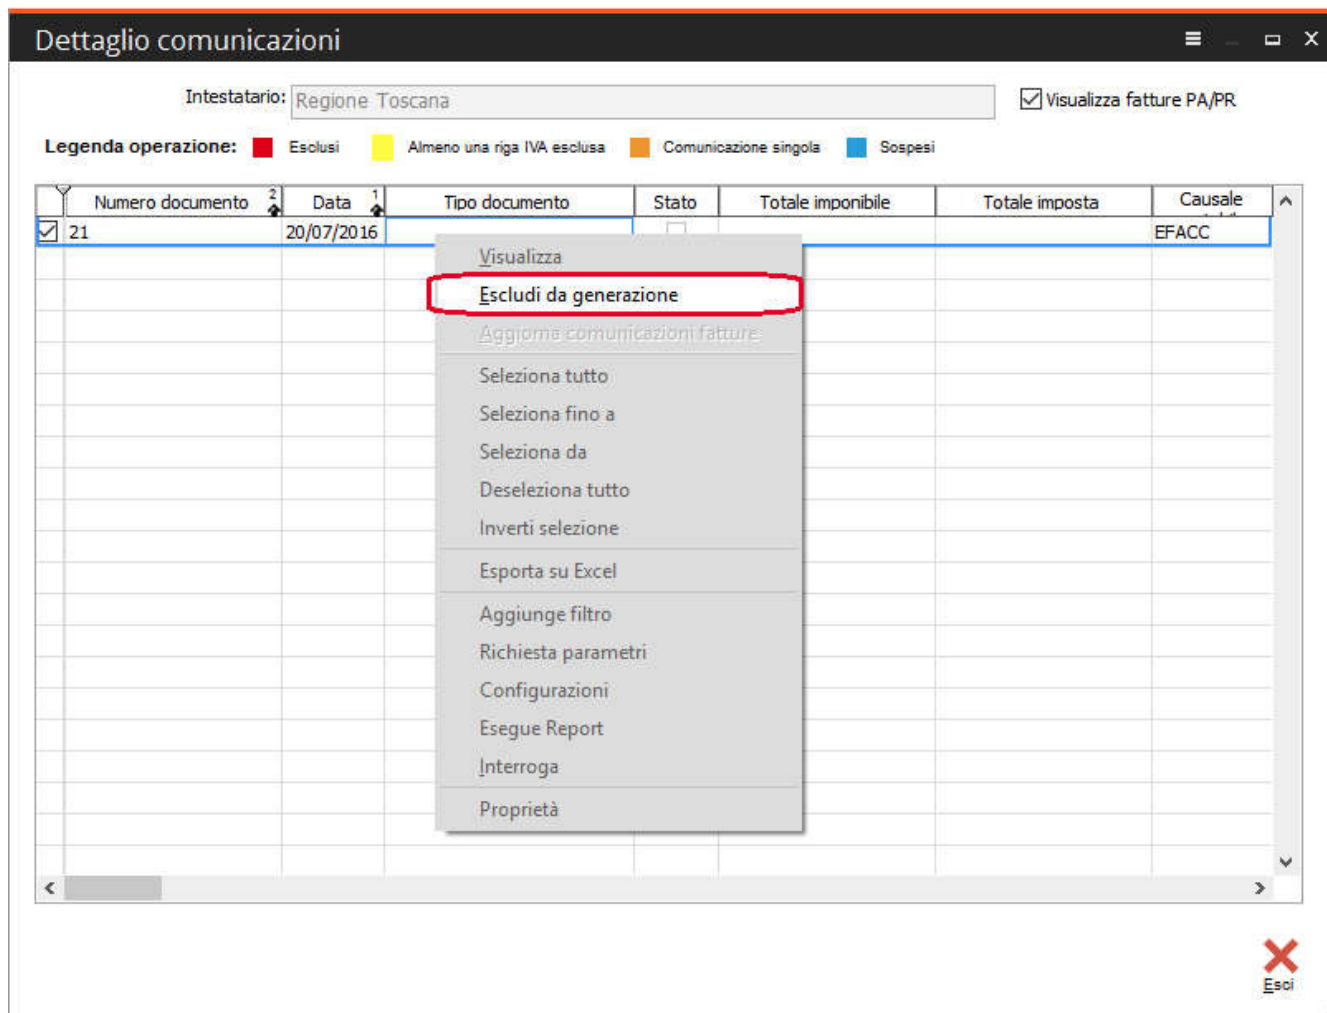 Dettaglio comunicazioni
Intestatario: Regione Toscana Visualizza fatture PA/PR
Legenda operazione: Esclusi Almeno una riga IVA esclusa Comunicazione singola Sospesi
Numero documento 2 Data 1 Tipo documento Stato Totale imponibile Totale imposta Causale
21 20/07/2016 EFACC
Visualizza
Escludi da generazione
Aggiorna comunicazioni fatture
Seleziona tutto
Seleziona fino a
Seleziona da
Deseleziona tutto
Inverti selezione
Esporta su Excel
Aggiunge filtro
Richiesta parametri
Configurazioni
Esegue Report
Interroga
Proprietà
Esci